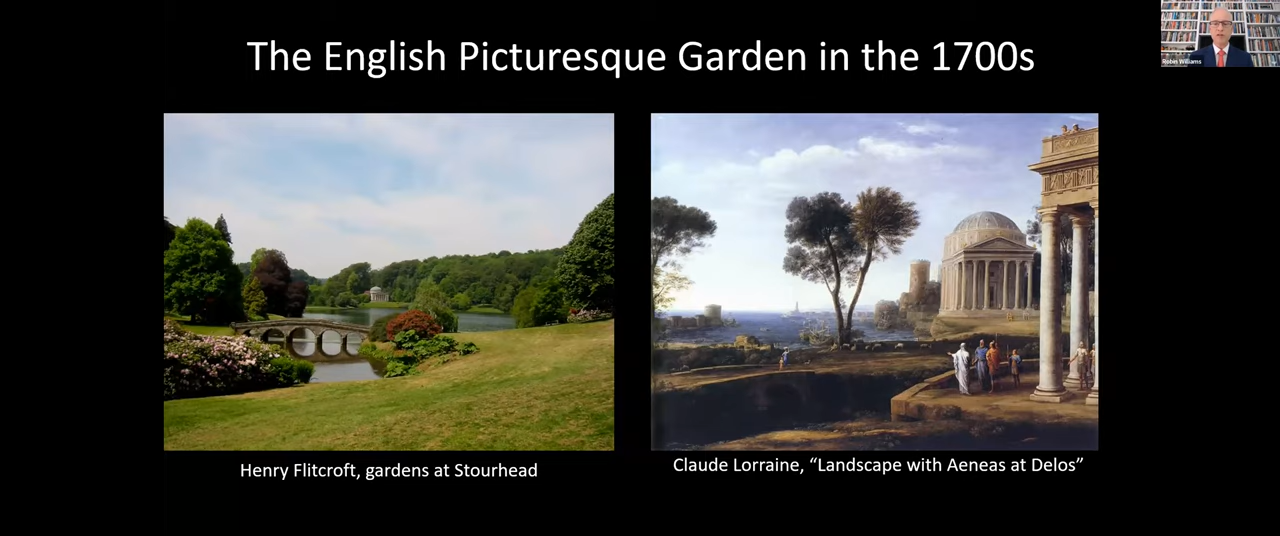 The English Picturesque Garden in the 1700s
Robin Williams
Henry Flitcroft, gardens at Stourhead
Claude Lorraine, “Landscape with Aeneas at Delos”